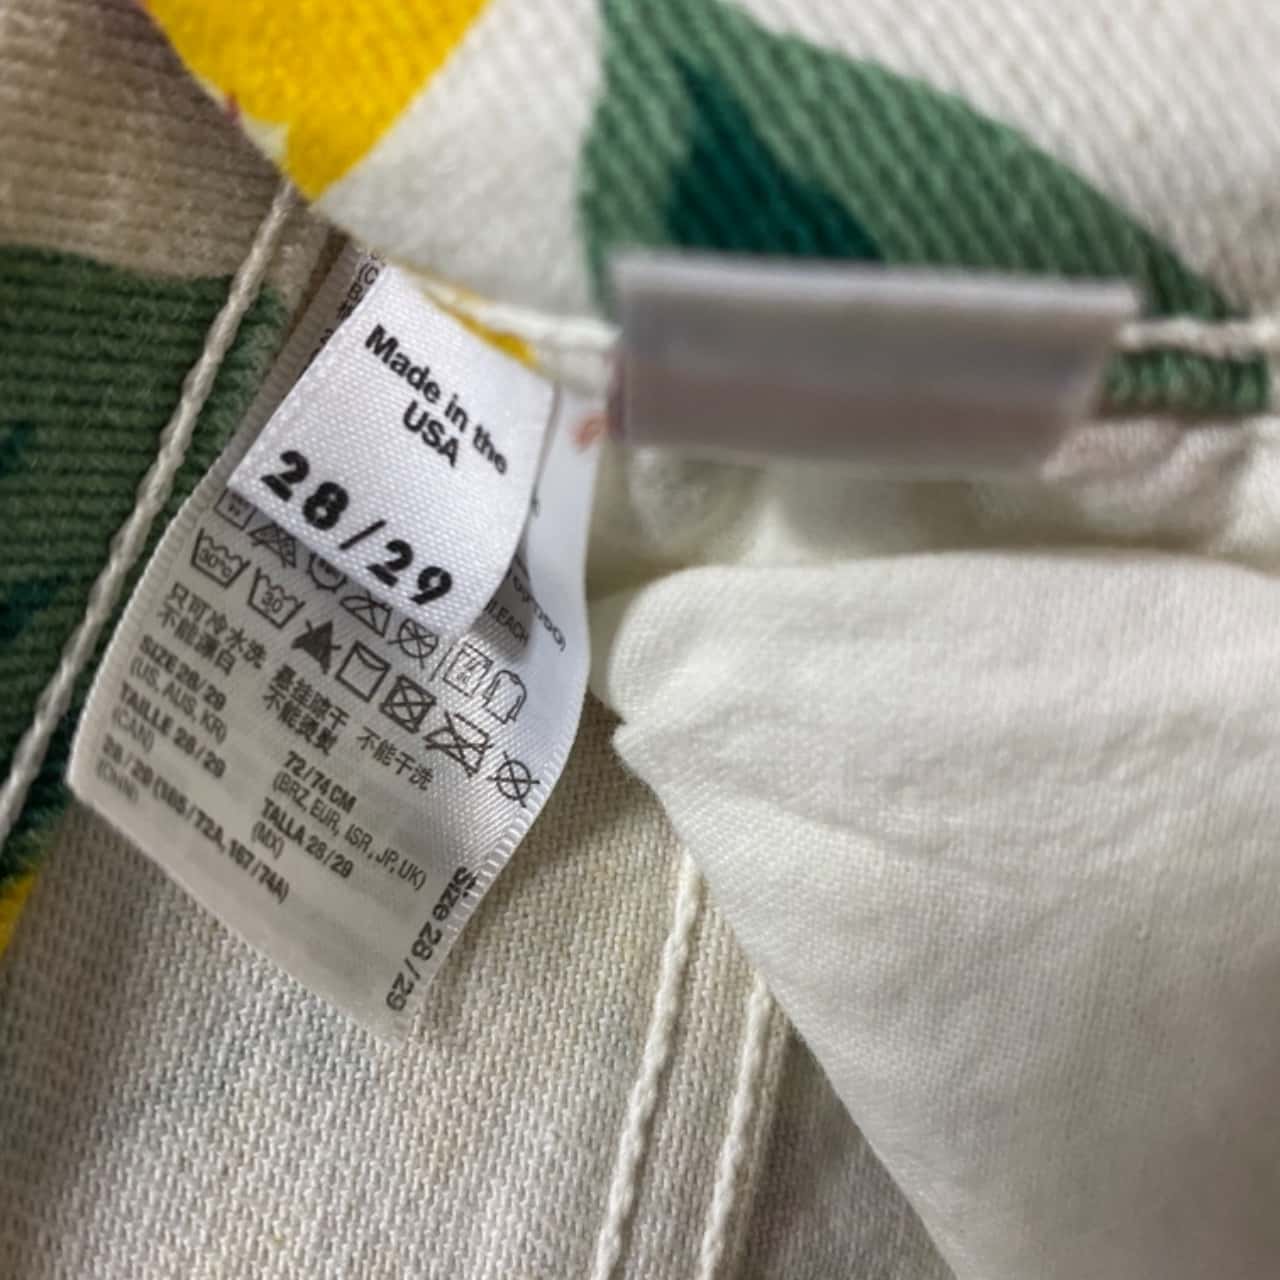 Made in the
USA
28/29
30°C
30
只可冷水洗
不能漂白
悬挂晾干
不能烫熨
不能干洗
SIZE 28/29
(US, AUS, KR)
TAILLE 28/29
(CAN)
28/29 (165/72A, 167/74A)
(CHN)
72/74 CM
(BRZ, EUR, ISR, JP, UK)
TALLA 28/29
(MX)
Size 28/29